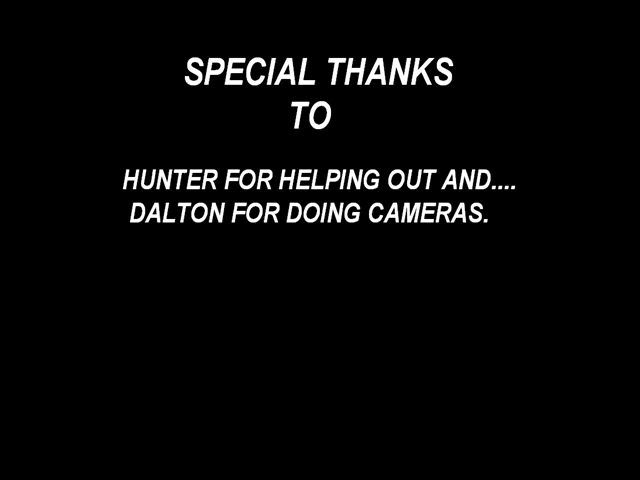 SPECIAL THANKS
TO
HUNTER FOR HELPING OUT AND....
DALTON FOR DOING CAMERAS.